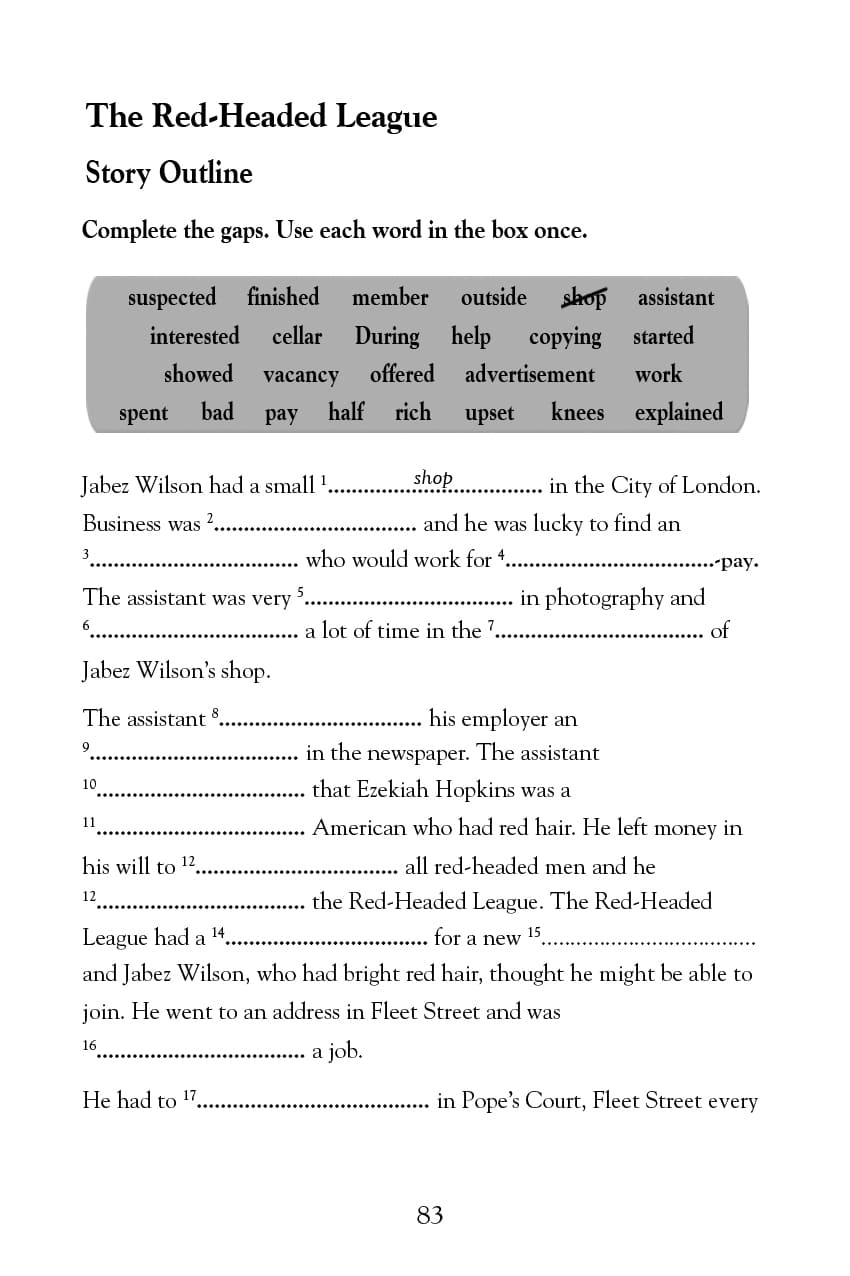 The Red-Headed League
Story Outline
Complete the gaps. Use each word in the box once.
suspected finished member outside shop assistant
interested cellar During help copying started
showed vacancy offered advertisement work
spent bad pay half rich upset knees explained
Jabez Wilson had a small 1.............shop............. in the City of London.
Business was 2.................................. and he was lucky to find an
3................................... who would work for 4...................................-pay.
The assistant was very 5................................... in photography and
6................................... a lot of time in the 7................................... of
Jabez Wilson’s shop.
The assistant 8.................................. his employer an
9................................... in the newspaper. The assistant
10................................... that Ezekiah Hopkins was a
11................................... American who had red hair. He left money in
his will to 12.................................. all red-headed men and he
12................................... the Red-Headed League. The Red-Headed
League had a 14.................................. for a new 15....................................
and Jabez Wilson, who had bright red hair, thought he might be able to
join. He went to an address in Fleet Street and was
16................................... a job.
He had to 17....................................... in Pope’s Court, Fleet Street every
83